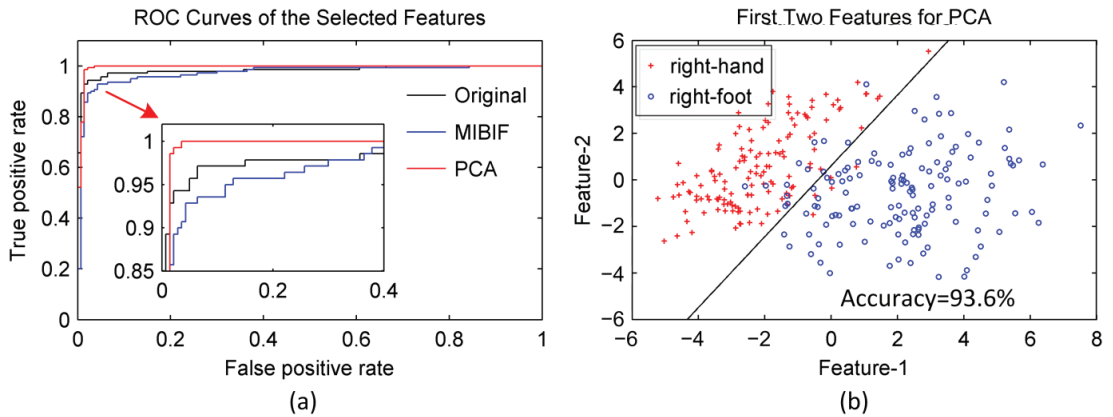 ROC Curves of the Selected Features
1
0.8
0.6
0.4
0.2
0
True positive rate
Original
MIBIF
PCA
1
0.95
0.9
0.85
0
0.2
0.4
0
0.2
0.4
0.6
0.8
1
False positive rate
(a)
First Two Features for PCA
6
4
2
0
−2
−4
−6
Feature-2
right-hand
right-foot
Accuracy=93.6%
−6
−4
−2
0
2
4
6
8
Feature-1
(b)